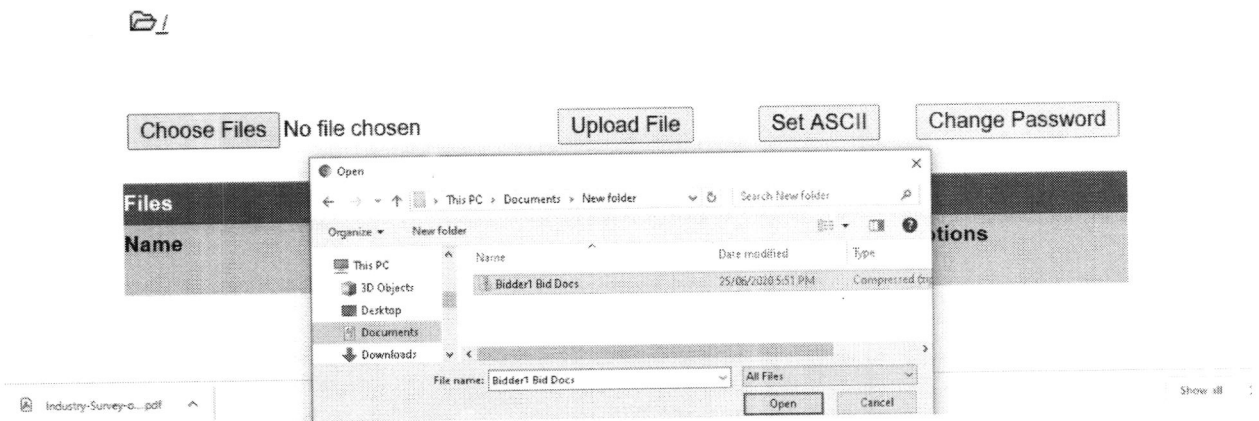 /
Choose Files No file chosen Upload File Set ASCII Change Password
Open
This PC > Documents > New folder Search New folder
Organize New folder
Files
Name
Options
Name Date modified Type
This PC
3D Objects
Desktop
Documents
Downloads
Bidder1 Bid Docs 25/06/2020 5:51 PM Compressed (zip
File name: Bidder1 Bid Docs All Files
Open Cancel
Industry-Survey-o....pdf Show all